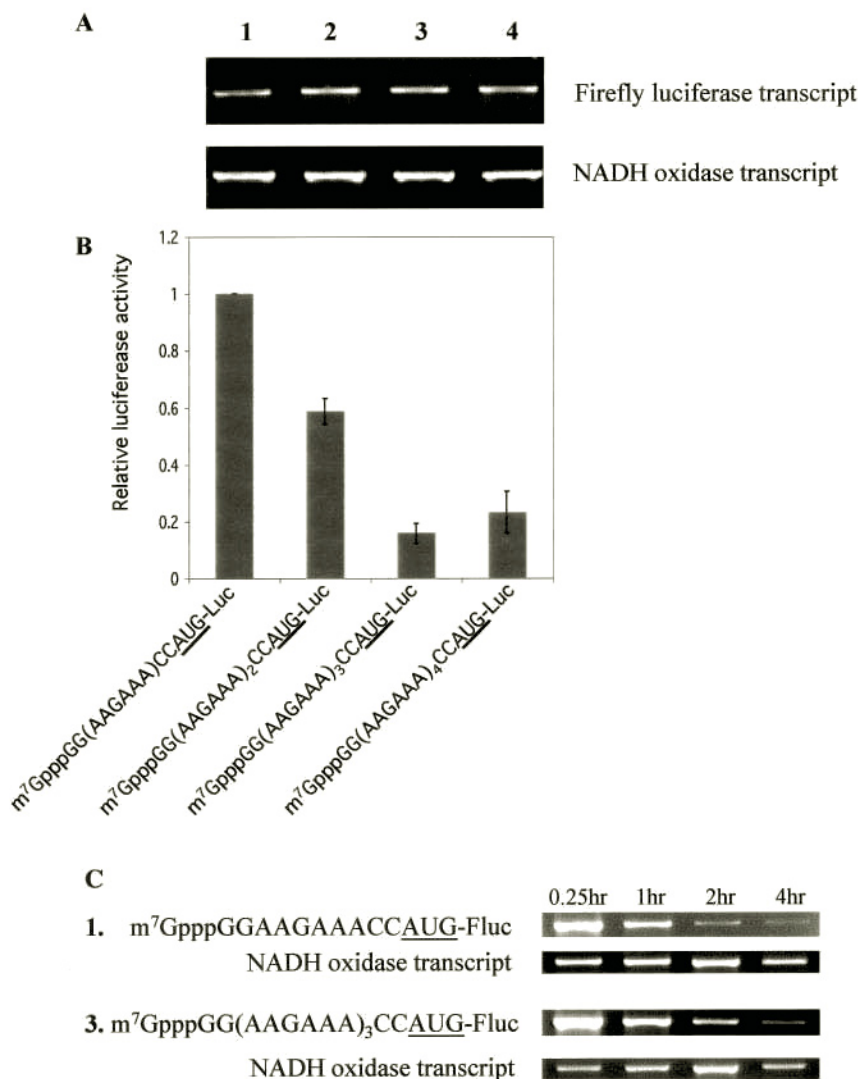 A
1 2 3 4
Firefly luciferase transcript
NADH oxidase transcript
B
Relative luciferease activity
1.2
1
0.8
0.6
0.4
0.2
0
m⁷GpppGG(AAGAAA)CCAUG-Luc
m⁷GpppGG(AAGAAA)₂CCAUG-Luc
m⁷GpppGG(AAGAAA)₃CCAUG-Luc
m⁷GpppGG(AAGAAA)₄CCAUG-Luc
C
0.25hr 1hr 2hr 4hr
1. m⁷GpppGGAAGAAACCAUG-Fluc
NADH oxidase transcript
3. m⁷GpppGG(AAGAAA)₃CCAUG-Fluc
NADH oxidase transcript